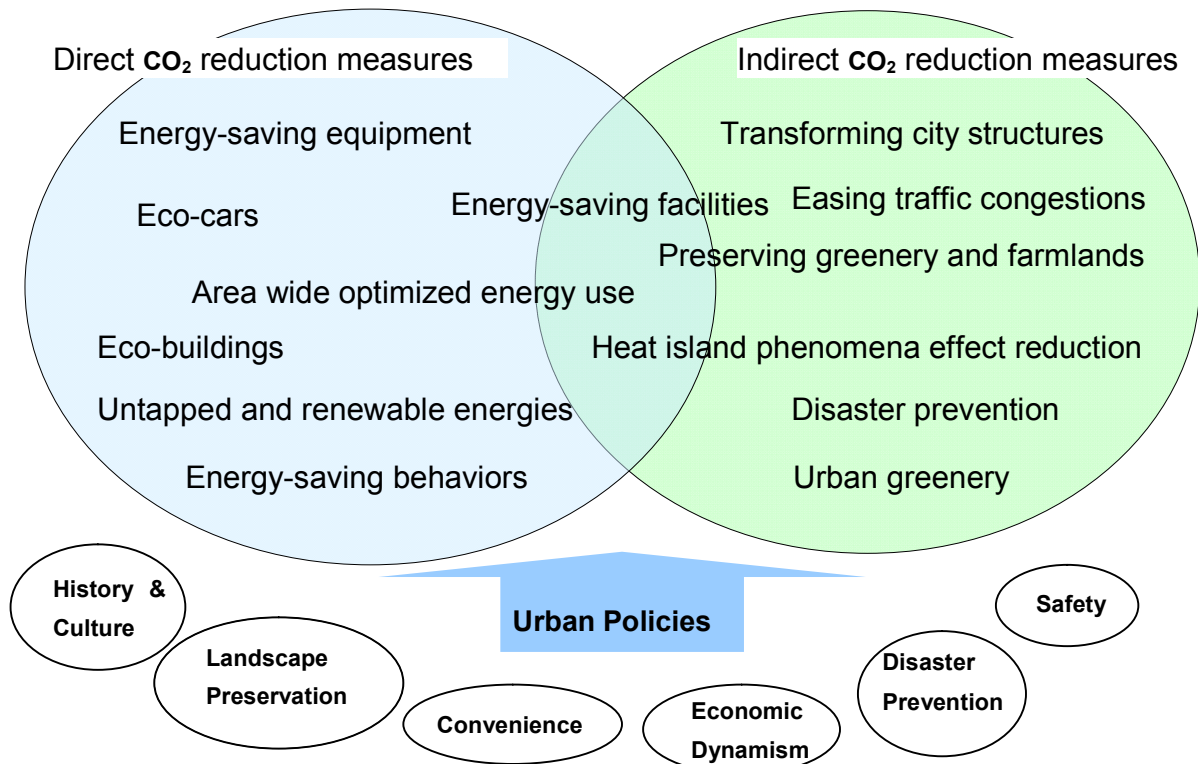 Direct CO₂ reduction measures
Indirect CO₂ reduction measures
Energy-saving equipment
Transforming city structures
Eco-cars
Energy-saving facilities
Easing traffic congestions
Preserving greenery and farmlands
Area wide optimized energy use
Eco-buildings
Heat island phenomena effect reduction
Untapped and renewable energies
Disaster prevention
Energy-saving behaviors
Urban greenery
Urban Policies
History &
Culture
Landscape
Preservation
Convenience
Economic
Dynamism
Disaster
Prevention
Safety